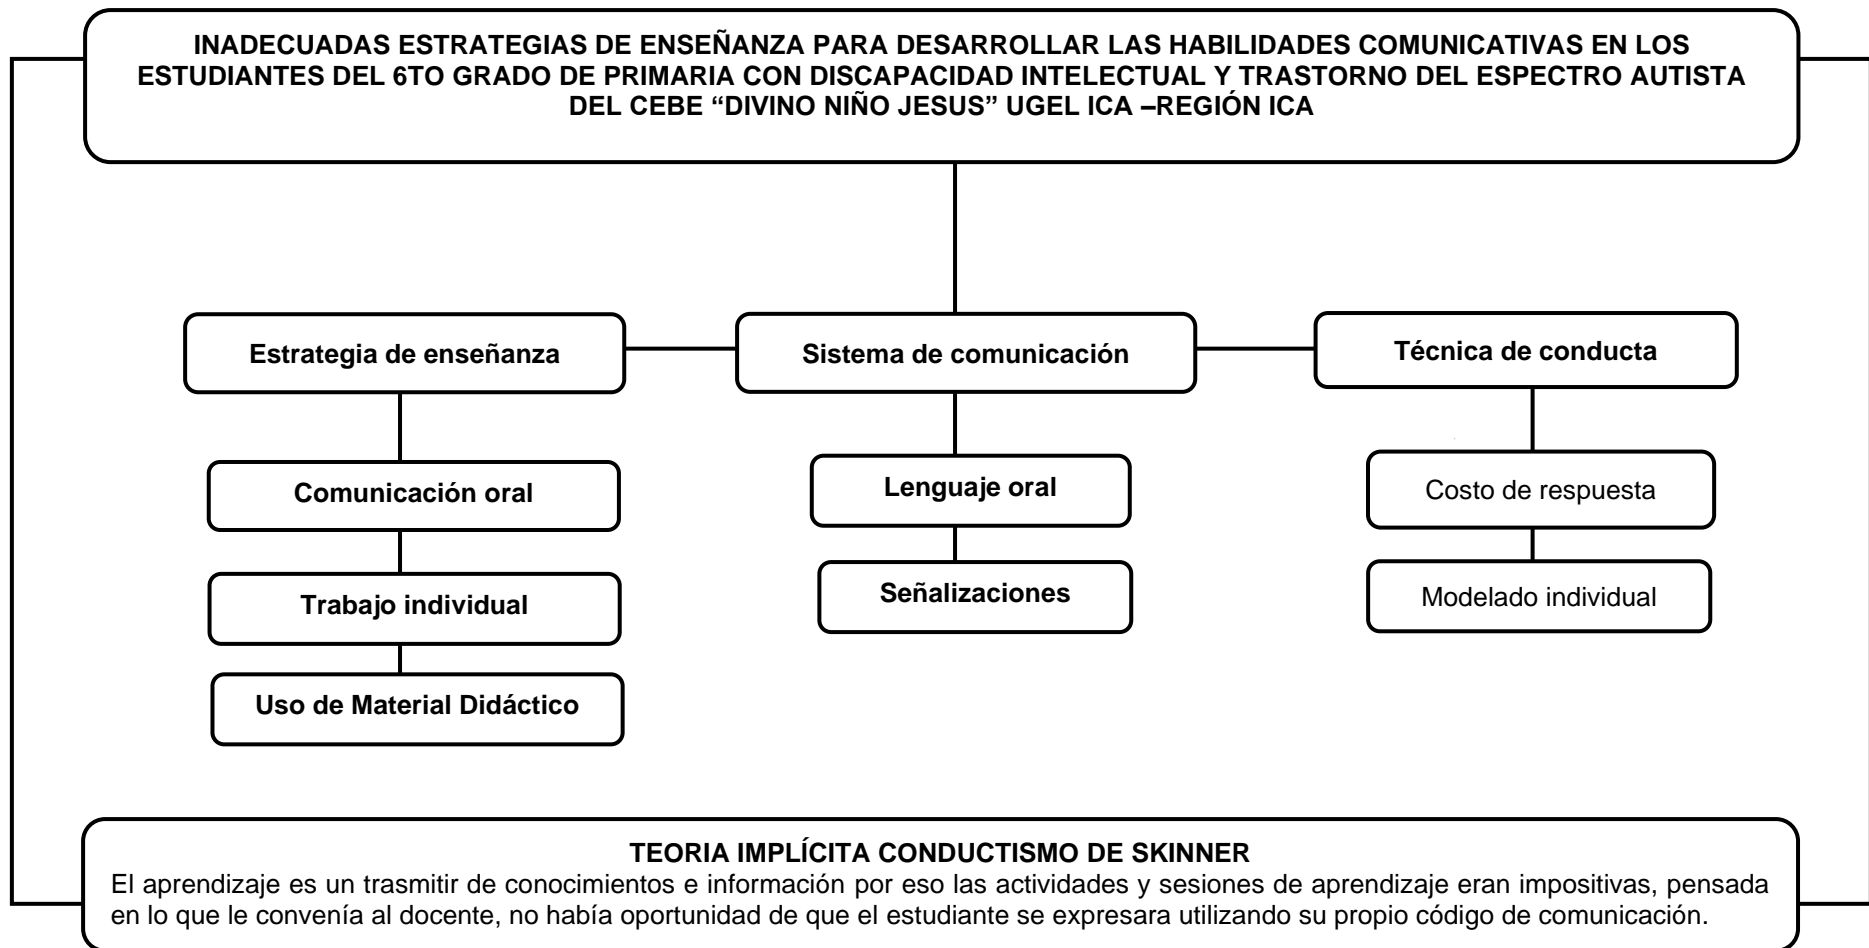 INADECUADAS ESTRATEGIAS DE ENSEÑANZA PARA DESARROLLAR LAS HABILIDADES COMUNICATIVAS EN LOS
ESTUDIANTES DEL 6TO GRADO DE PRIMARIA CON DISCAPACIDAD INTELECTUAL Y TRASTORNO DEL ESPECTRO AUTISTA
DEL CEBE “DIVINO NIÑO JESUS” UGEL ICA –REGIÓN ICA
Estrategia de enseñanza
Sistema de comunicación
Técnica de conducta
Comunicación oral
Lenguaje oral
Costo de respuesta
Trabajo individual
Señalizaciones
Modelado individual
Uso de Material Didáctico
TEORIA IMPLÍCITA CONDUCTISMO DE SKINNER
El aprendizaje es un trasmitir de conocimientos e información por eso las actividades y sesiones de aprendizaje eran impositivas, pensada
en lo que le convenía al docente, no había oportunidad de que el estudiante se expresara utilizando su propio código de comunicación.